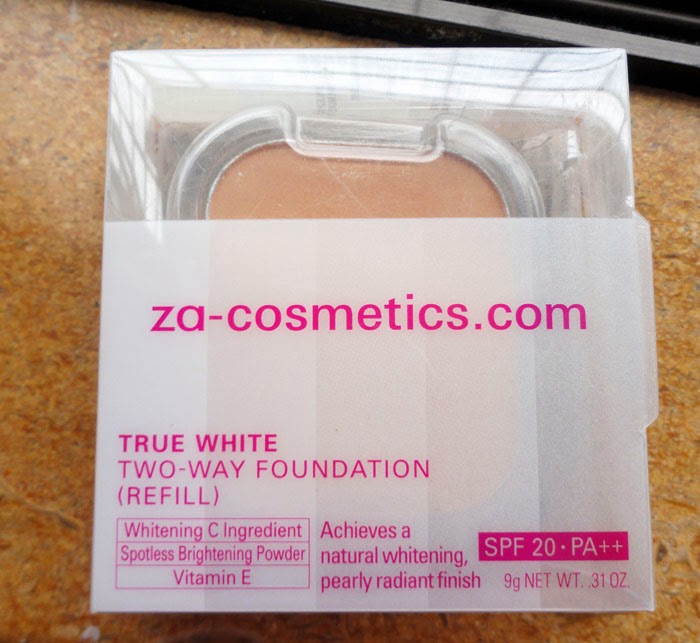 za-cosmetics.com
TRUE WHITE
TWO-WAY FOUNDATION
(REFILL)
Whitening C Ingredient
Spotless Brightening Powder
Vitamin E
Achieves a
natural whitening,
pearly radiant finish
SPF 20·PA++
9g NET WT. .31 OZ.